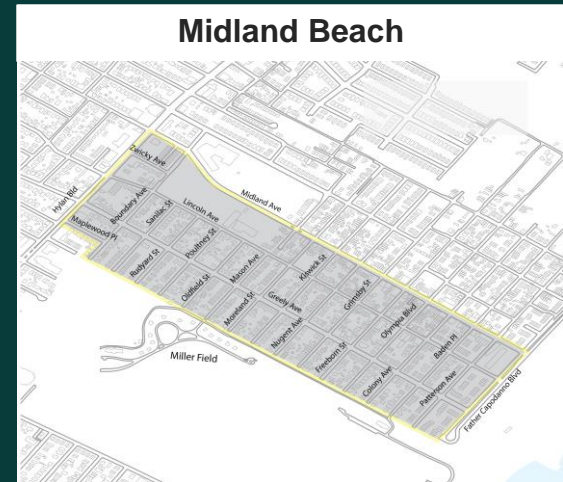 Midland Beach
Zwicky Ave
Hylan Bld
Boundary Ave
Midland Ave
Sanilac St
Lincoln Ave
Maplewood Pl
Poultney St
Rudyard St
Mason Ave
Kiswick St
Oldfield St
Grimsby St
Greely Ave
Moreland St
Olympia Blvd
Nugent Ave
Baden Pl
Miller Field
Freeborn St
Colony Ave
Patterson Ave
Father Capodanno Blvd